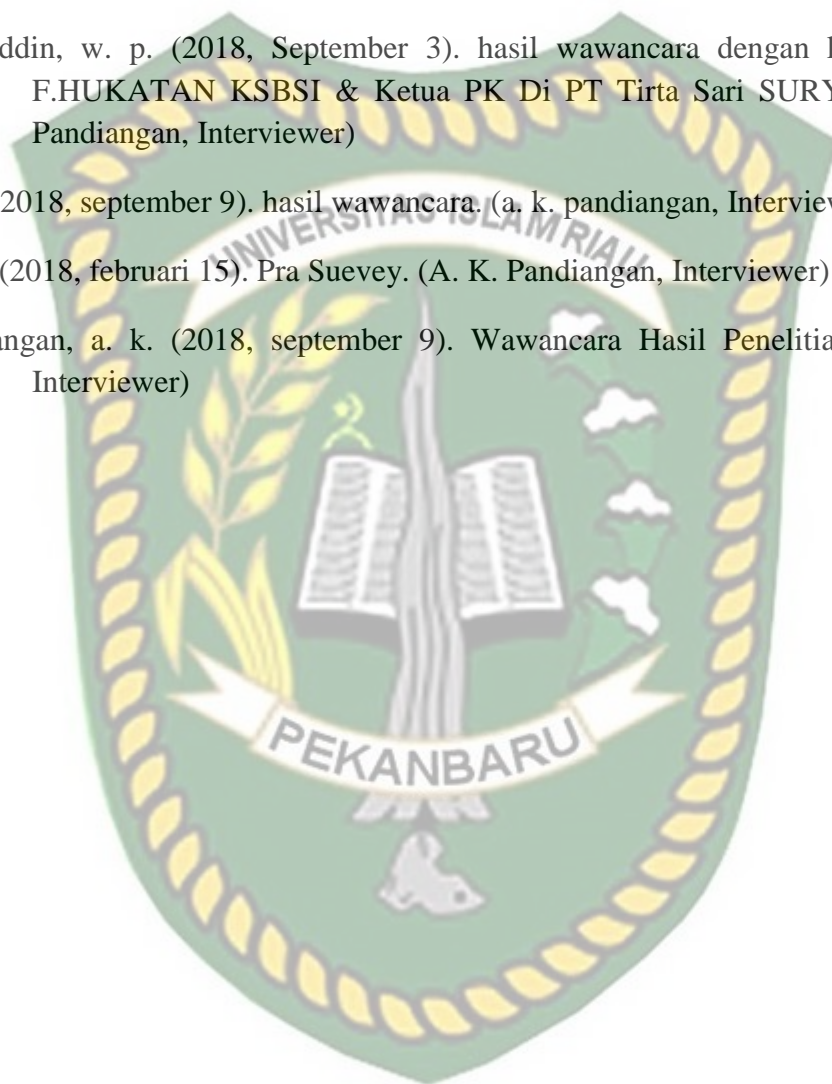 ddin, w. p. (2018, September 3). hasil wawancara dengan
F.HUKATAN KSBSI & Ketua PK Di PT Tirta Sari SURY
Pandiangan, Interviewer)
2018, september 9). hasil wawancara. (a. k. pandiangan, Interview
(2018, februari 15). Pra Suevey. (A. K. Pandiangan, Interviewer)
angan, a. k. (2018, september 9). Wawancara Hasil Penelitia
Interviewer)
UNIVERSITAS ISLAM RIAU
PEKANBARU